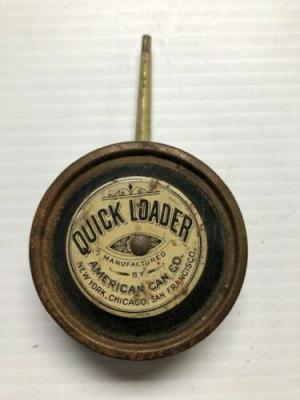 QUICK LOADER
MANUFACTURED
BY
AMERICAN CAN CO.
NEW YORK, CHICAGO, SAN FRANCISCO.